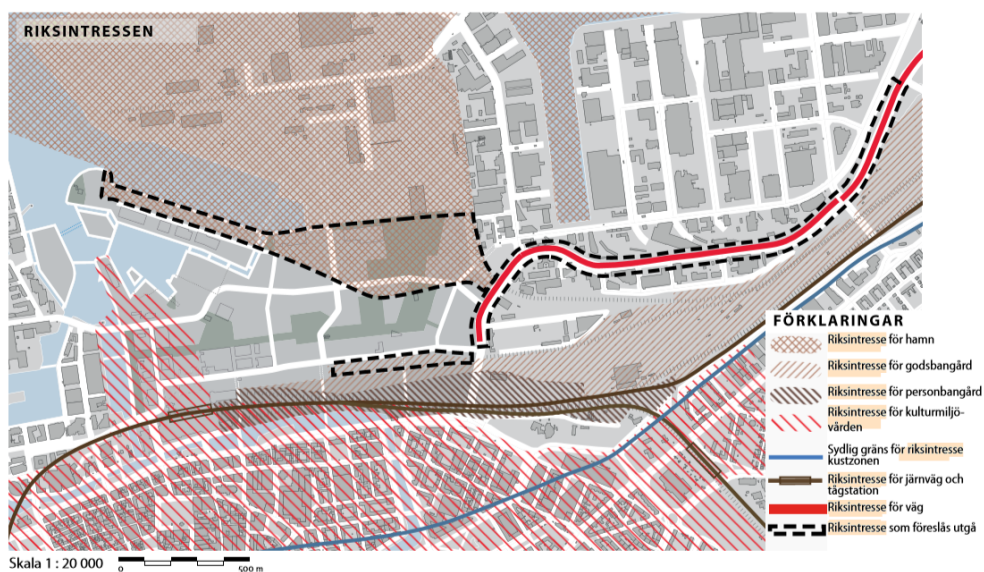 RIKSINTRESSEN
FÖRKLARINGAR
Riksintresse för hamn
Riksintresse för godsbangård
Riksintresse för personbangård
Riksintresse för kulturmiljö-
vården
Sydlig gräns för riksintresse
kustzonen
Riksintresse för järnväg och
tågstation
Riksintresse för väg
Riksintresse som föreslås utgå
Skala 1 : 20 000
0 500 m